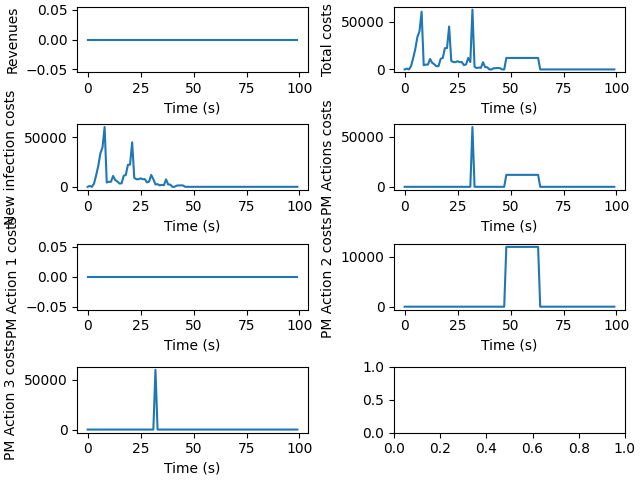 Revenues
0.05
0.00
−0.05
0 25 50 75 100
Time (s)
Total costs
50000
0
0 25 50 75 100
Time (s)
New infection costs
50000
0
0 25 50 75 100
Time (s)
PM Actions costs
50000
0
0 25 50 75 100
Time (s)
PM Action 1 costs
0.05
0.00
−0.05
0 25 50 75 100
Time (s)
PM Action 2 costs
10000
0
0 25 50 75 100
Time (s)
PM Action 3 costs
50000
0
0 25 50 75 100
Time (s)
1.0
0.5
0.0
0.0 0.2 0.4 0.6 0.8 1.0